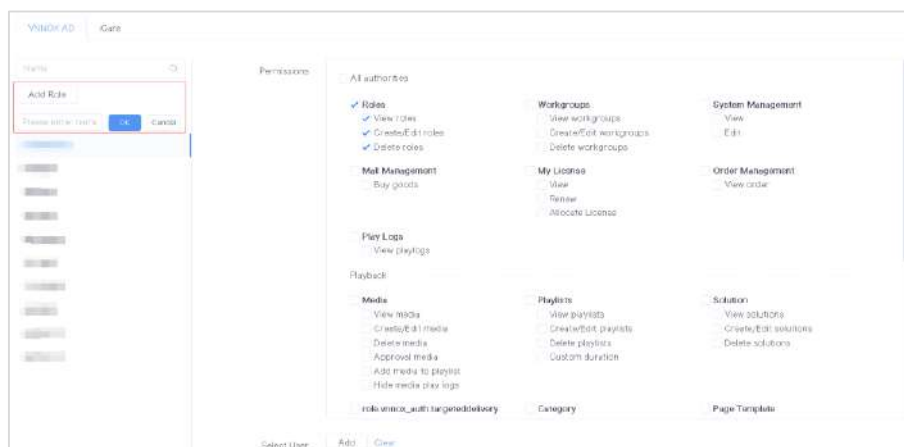 VNNOX AD iCare
Name
Add Role
Please enter name OK Cancel
Permissions
All authorities
Roles Workgroups System Management
View roles View workgroups View
Create/Edit roles Create/Edit workgroups Edit
Delete roles Delete workgroups
Mall Management My License Order Management
Buy goods View View order
Renew
Allocate License
Play Logs
View playlogs
Playback
Media Playlists Solution
View media View playlists View solutions
Create/Edit media Create/Edit playlists Create/Edit solutions
Delete media Delete playlists Delete solutions
Approval media Custom duration
Add media to playlist
Hide media play logs
role.vnnox_auth.targeteddelivery Category Page Template
Select User Add Clear